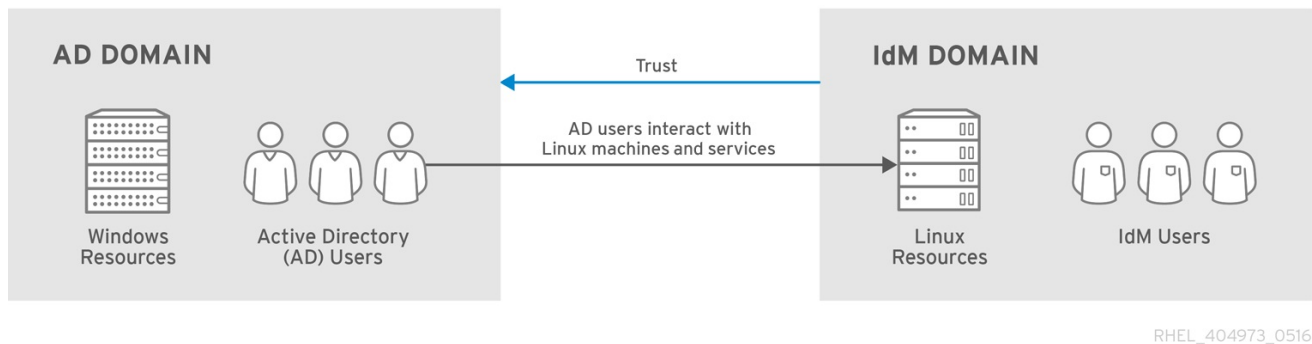 AD DOMAIN
IdM DOMAIN
Trust
AD users interact with
Linux machines and services
Windows
Resources
Active Directory
(AD) Users
Linux
Resources
IdM Users
RHEL_404973_0516